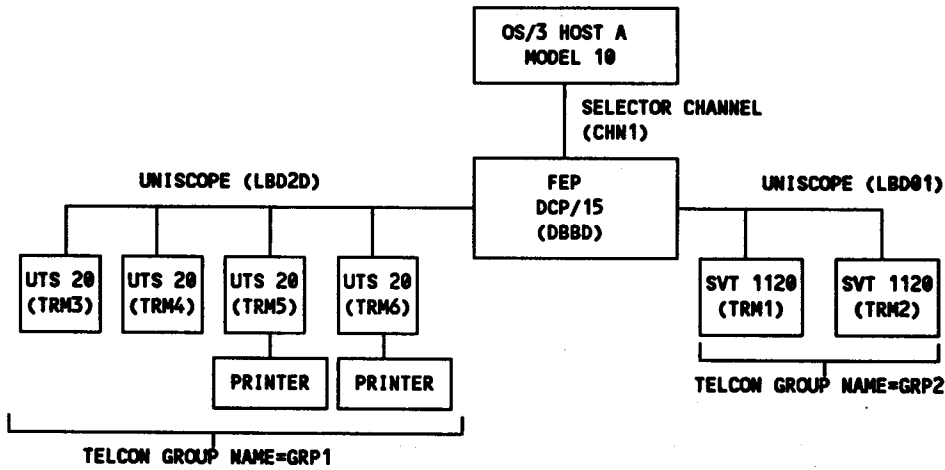 OS/3 HOST A
MODEL 10
SELECTOR CHANNEL
(CHN1)
UNISCOPE (LBD2D)
FEP
DCP/15
(DBBD)
UNISCOPE (LBD01)
UTS 20
(TRM3)
UTS 20
(TRM4)
UTS 20
(TRM5)
UTS 20
(TRM6)
SVT 1120
(TRM1)
SVT 1120
(TRM2)
PRINTER
PRINTER
TELCON GROUP NAME=GRP2
TELCON GROUP NAME=GRP1